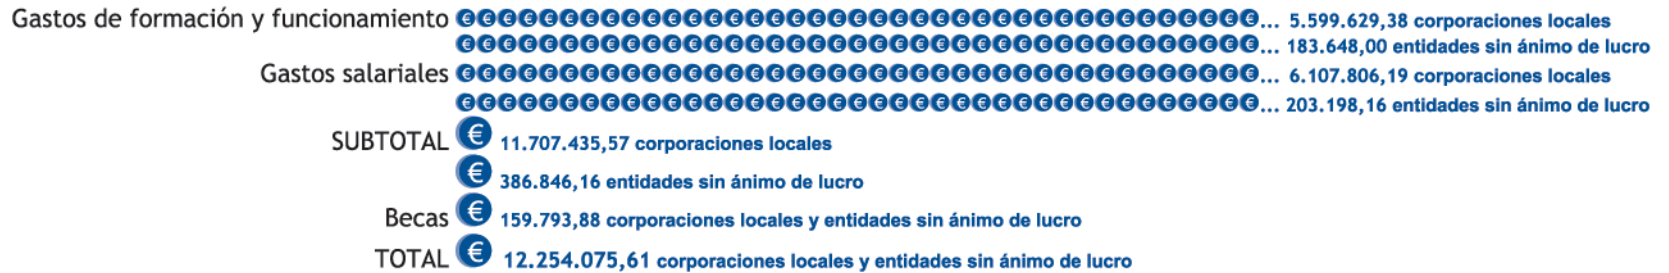 Gastos de formación y funcionamiento €€€€€€€€€€€€€€€€€€€€€€€€€€€€€€€€€€€€€€€... 5.599.629,38 corporaciones locales
€€€€€€€€€€€€€€€€€€€€€€€€€€€€€€€€€€€€€€€... 183.648,00 entidades sin ánimo de lucro
Gastos salariales €€€€€€€€€€€€€€€€€€€€€€€€€€€€€€€€€€€€€€€... 6.107.806,19 corporaciones locales
€€€€€€€€€€€€€€€€€€€€€€€€€€€€€€€€€€€€€€€... 203.198,16 entidades sin ánimo de lucro
SUBTOTAL € 11.707.435,57 corporaciones locales
€ 386.846,16 entidades sin ánimo de lucro
Becas € 159.793,88 corporaciones locales y entidades sin ánimo de lucro
TOTAL € 12.254.075,61 corporaciones locales y entidades sin ánimo de lucro